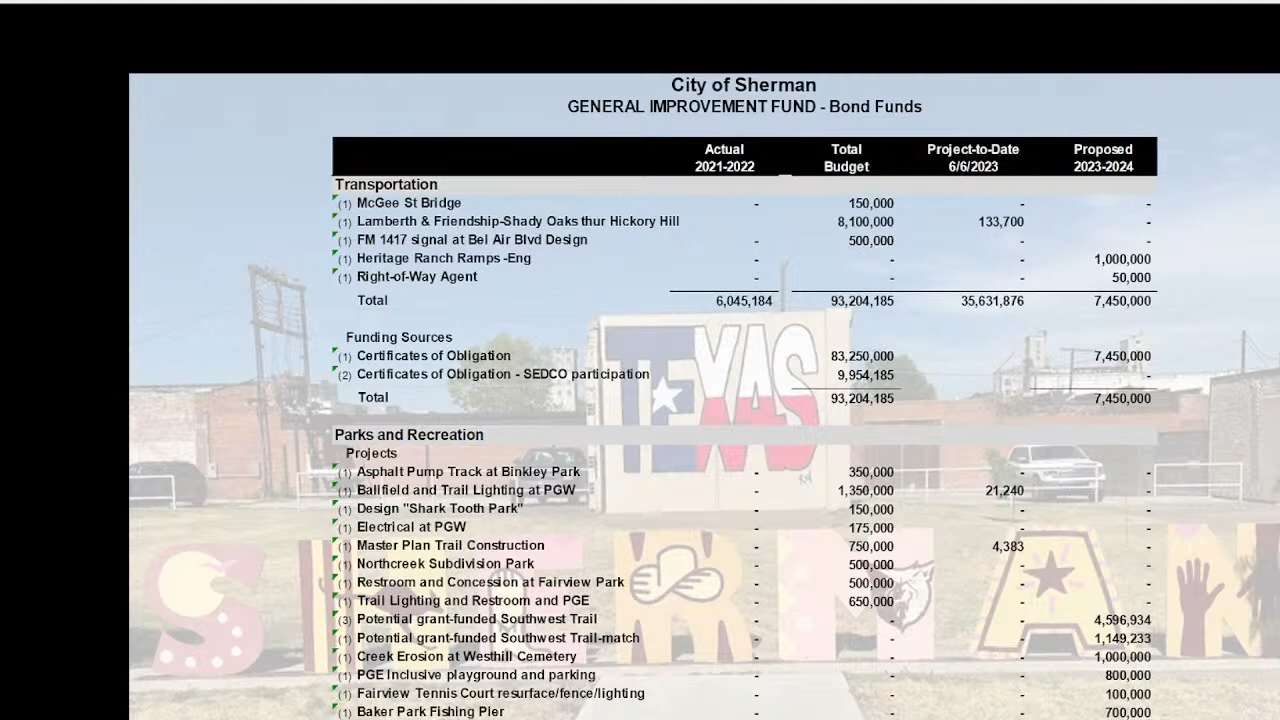 City of Sherman
GENERAL IMPROVEMENT FUND - Bond Funds
Actual Total Project-to-Date Proposed
2021-2022 Budget 6/6/2023 2023-2024
Transportation
(1) McGee St Bridge - 150,000 - -
(1) Lamberth & Friendship-Shady Oaks thur Hickory Hill 8,100,000 133,700 -
(1) FM 1417 signal at Bel Air Blvd Design - 500,000 - -
(1) Heritage Ranch Ramps -Eng - - - 1,000,000
(1) Right-of-Way Agent - - - 50,000
Total 6,045,184 93,204,185 35,631,876 7,450,000
Funding Sources
(1) Certificates of Obligation 83,250,000 7,450,000
(2) Certificates of Obligation - SEDCO participation 9,954,185 -
Total 93,204,185 7,450,000
Parks and Recreation
Projects
(1) Asphalt Pump Track at Binkley Park - 350,000 - -
(1) Ballfield and Trail Lighting at PGW - 1,350,000 21,240 -
(1) Design "Shark Tooth Park" - 150,000 - -
(1) Electrical at PGW - 175,000 - -
(1) Master Plan Trail Construction - 750,000 4,383 -
(1) Northcreek Subdivision Park - 500,000 - -
(1) Restroom and Concession at Fairview Park - 500,000 - -
(1) Trail Lighting and Restroom and PGE - 650,000 - -
(3) Potential grant-funded Southwest Trail - - - 4,596,934
(1) Potential grant-funded Southwest Trail-match - - - 1,149,233
(1) Creek Erosion at Westhill Cemetery - - - 1,000,000
(1) PGE Inclusive playground and parking - - - 800,000
(1) Fairview Tennis Court resurface/fence/lighting - - - 100,000
(1) Baker Park Fishing Pier - - - 700,000
TEXAS
SHERMAN